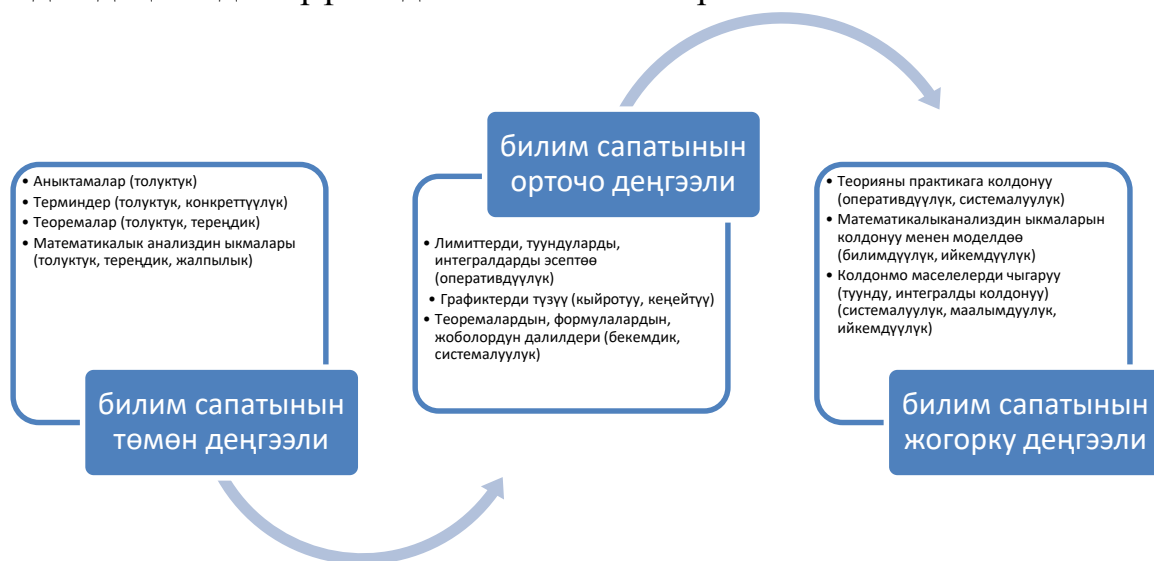 • Аныктамалар (толуктук)
• Терминдер (толуктук, конкреттүүлүк)
• Теоремалар (толуктук, тереңдик)
• Математикалык анализдин ыкмалары
(толуктук, тереңдик, жалпылык)
билим сапатынын
төмөн деңгээли
билим сапатынын
орточо деңгээли
• Лимиттерди, туундуларды,
интегралдарды эсептөө
(оперативдүүлүк)
• Графиктерди түзүү (кыйротуу, кеңейтүү)
• Теоремалардын, формулалардын,
жоболордун далилдери (бекемдик,
системалуулук)
• Теорияны практикага колдонуу
(оперативдүүлүк, системалуулук)
• Математикалыканализдин ыкмаларын
колдонуу менен моделдөө
(билимдүүлүк, ийкемдүүлүк)
• Колдонмо маселелерди чыгаруу
(туунду, интегралды колдонуу)
(системалуулук, маалымдуулук,
ийкемдүүлүк)
билим сапатынын
жогорку деңгээли